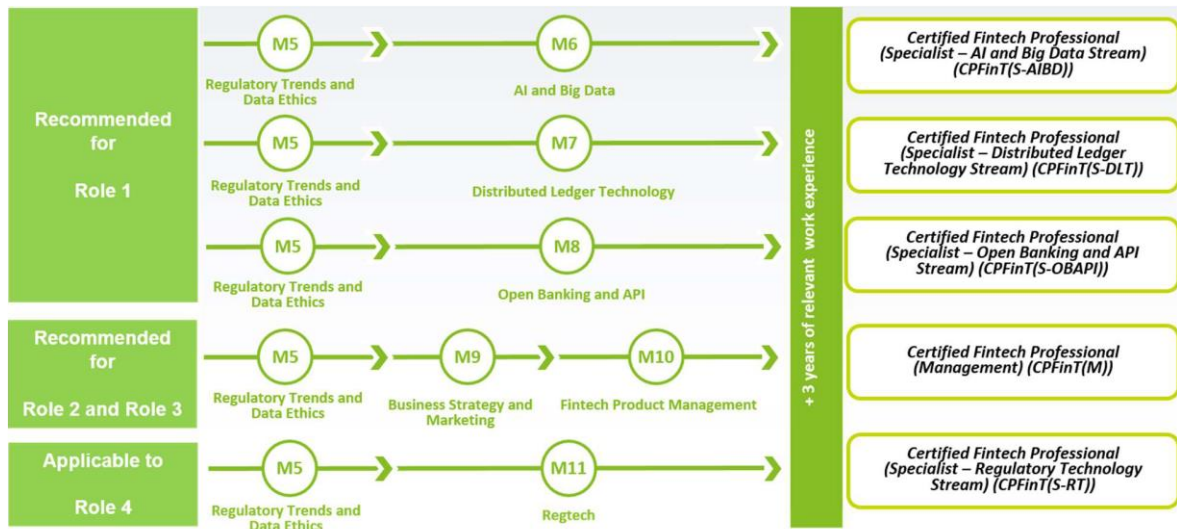 Recommended
for
Role 1
M5
Regulatory Trends and
Data Ethics
M6
AI and Big Data
M5
Regulatory Trends and
Data Ethics
M7
Distributed Ledger Technology
M5
Regulatory Trends and
Data Ethics
M8
Open Banking and API
Recommended
for
Role 2 and Role 3
M5
Regulatory Trends and
Data Ethics
M9
Business Strategy and
Marketing
M10
Fintech Product Management
Applicable to
Role 4
M5
Regulatory Trends and
Data Ethics
M11
Regtech
+ 3 years of relevant work experience
Certified Fintech Professional
(Specialist – AI and Big Data Stream)
(CPFinT(S-AIBD))
Certified Fintech Professional
(Specialist – Distributed Ledger
Technology Stream) (CPFinT(S-DLT))
Certified Fintech Professional
(Specialist – Open Banking and API
Stream) (CPFinT(S-OBAPI))
Certified Fintech Professional
(Management) (CPFinT(M))
Certified Fintech Professional
(Specialist – Regulatory Technology
Stream) (CPFinT(S-RT))